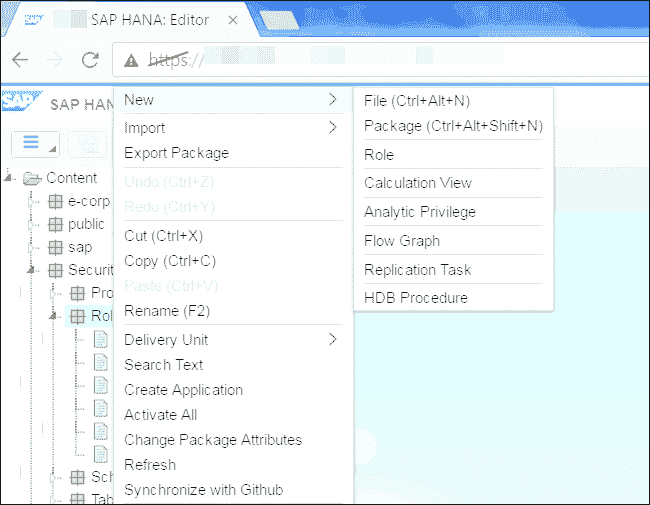 SAP SAP HANA: Editor
https://
SAP SAP HANA
New
File (Ctrl+Alt+N)
Package (Ctrl+Alt+Shift+N)
Role
Calculation View
Analytic Privilege
Flow Graph
Replication Task
HDB Procedure
Import
Export Package
Undo (Ctrl+Z)
Redo (Ctrl+Y)
Cut (Ctrl+X)
Copy (Ctrl+C)
Paste (Ctrl+V)
Rename (F2)
Delivery Unit
Search Text
Create Application
Activate All
Change Package Attributes
Refresh
Synchronize with Github
Content
e-corp
public
sap
Securit
Pro
Rol
Sch
Tab